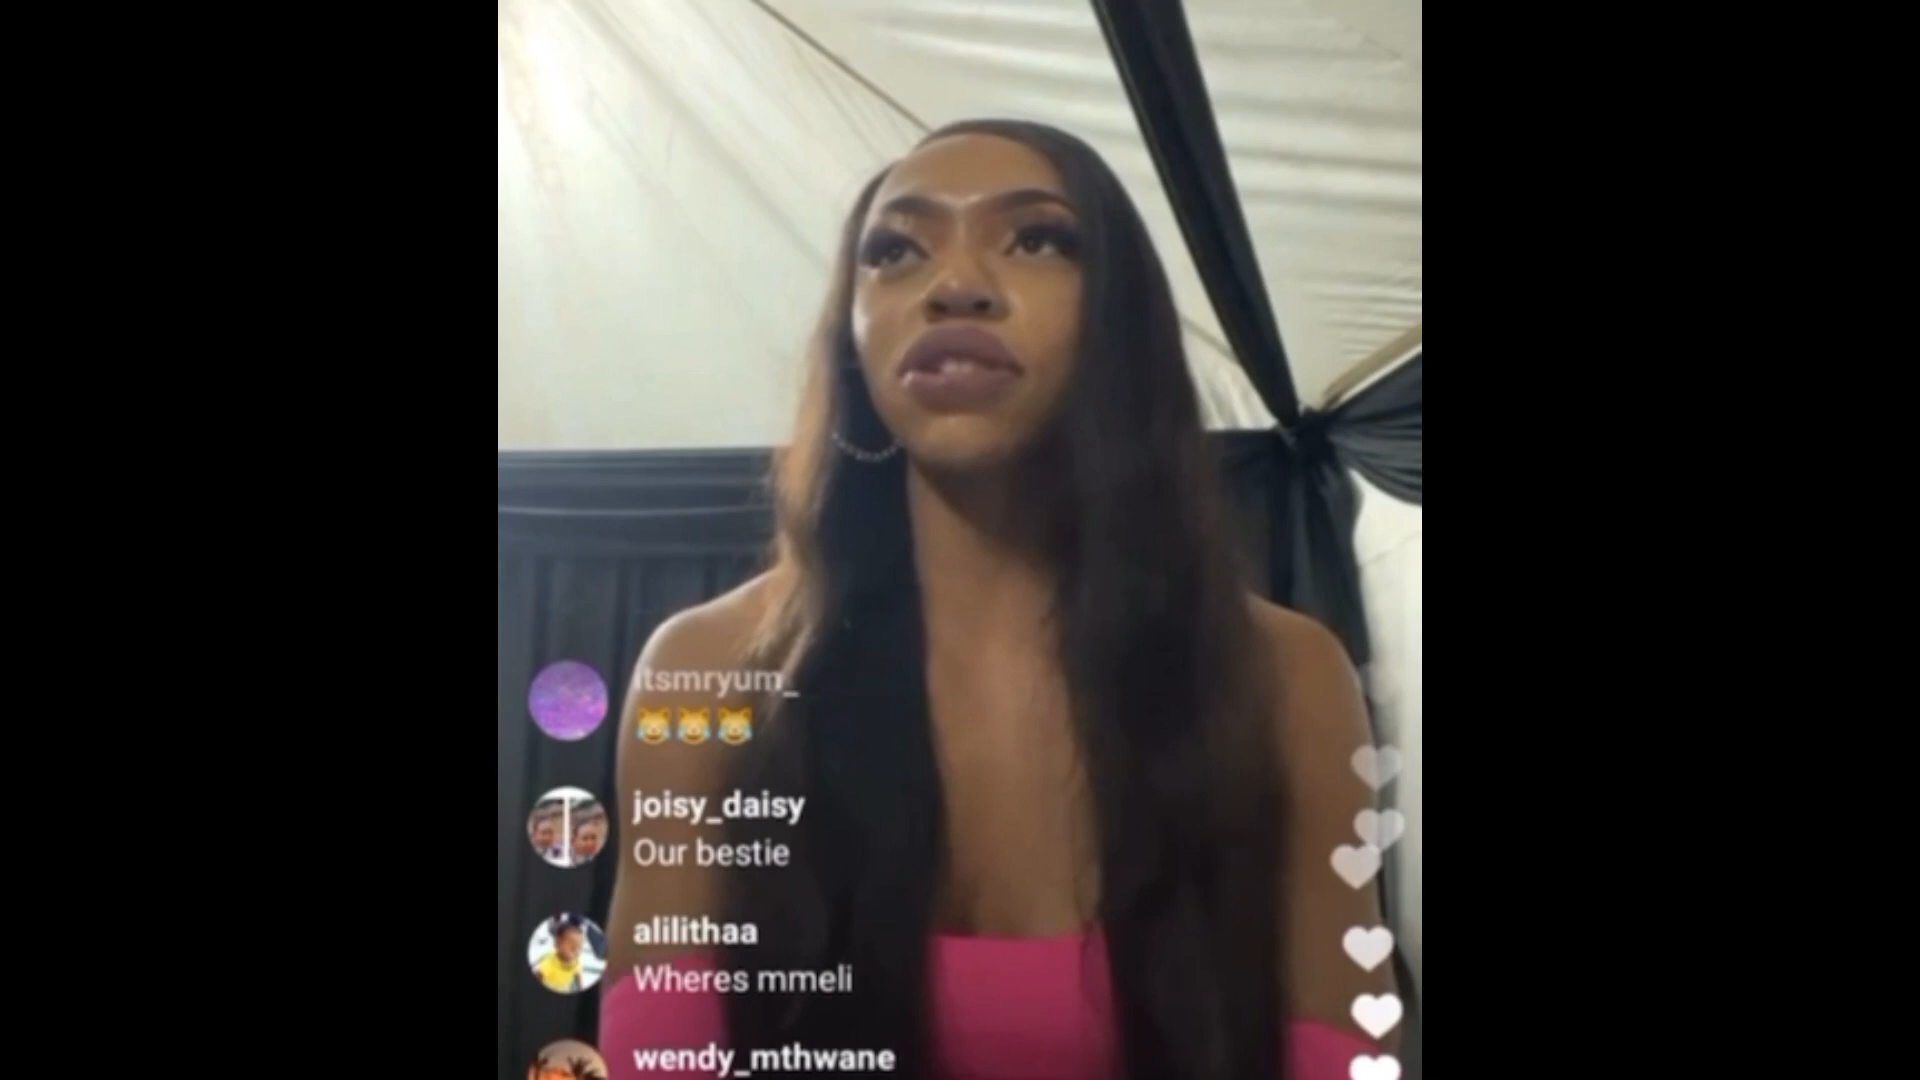 itsmryum_
😹😹😹
joisy_daisy
Our bestie
alilithaa
Wheres mmeli
wendy_mthwane